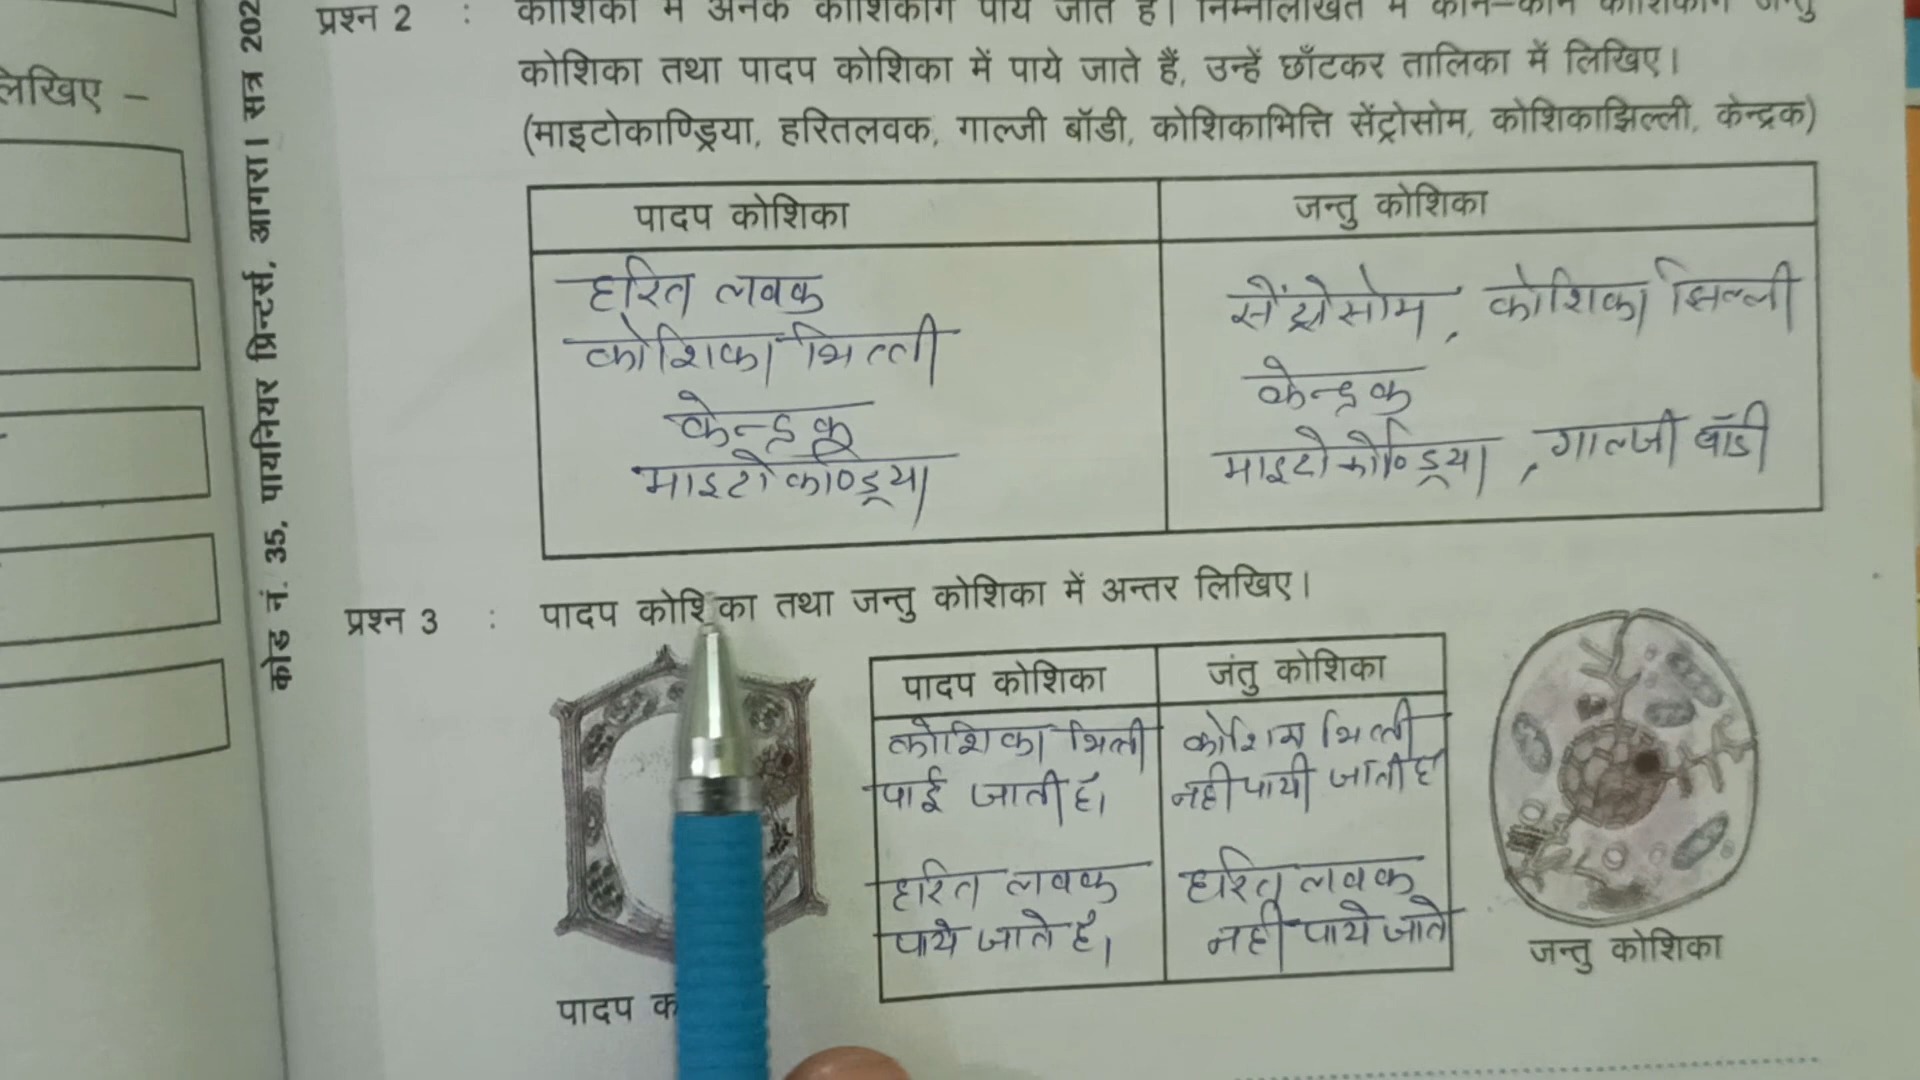 प्रश्न 2 : कोशिका में अनेक कोशिकांग पाये जाते हैं। निम्नलिखित में कौन-कौन कोशिकांग जन्तु
कोशिका तथा पादप कोशिका में पाये जाते हैं, उन्हें छाँटकर तालिका में लिखिए।
(माइटोकाण्ड्रिया, हरितलवक, गाल्जी बॉडी, कोशिकाभित्ति सेंट्रोसोम, कोशिकाझिल्ली, केन्द्रक)
लिखिए –
कोड नं. 35, पायनियर प्रिन्टर्स, आगरा। सत्र 202
पादप कोशिका
जन्तु कोशिका
हरित लवक
कोशिका भित्ती
केन्द्रक
माइटोकाण्ड्रया
सेंट्रोसोम, कोशिका झिल्ली
केन्द्रक
माइटोकोण्ड्रया, गाल्जी बॉडी
प्रश्न 3 : पादप कोशिका तथा जन्तु कोशिका में अन्तर लिखिए।
पादप कोशिका
जंतु कोशिका
कोशिका भित्ती
पाई जाती है।
कोशिका भित्ती
नही पायी जाती है
हरित लवक
पाये जाते है।
हरित लवक
नही पाये जाते
पादप
जन्तु कोशिका